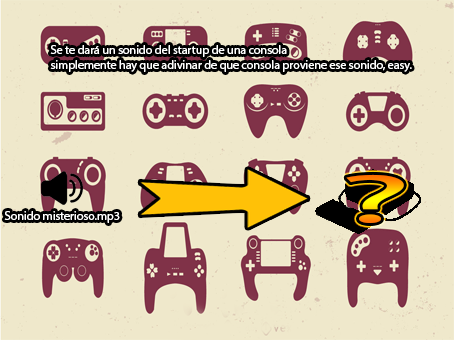 Se te dará un sonido del startup de una consola
simplemente hay que adivinar de que consola proviene ese sonido, easy.
?
Sonido misterioso.mp3